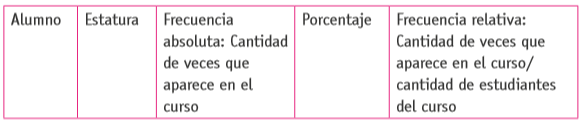 Alumno
Estatura
Frecuencia
absoluta: Cantidad
de veces que
aparece en el
curso
Porcentaje
Frecuencia relativa:
Cantidad de veces que
aparece en el curso/
cantidad de estudiantes
del curso